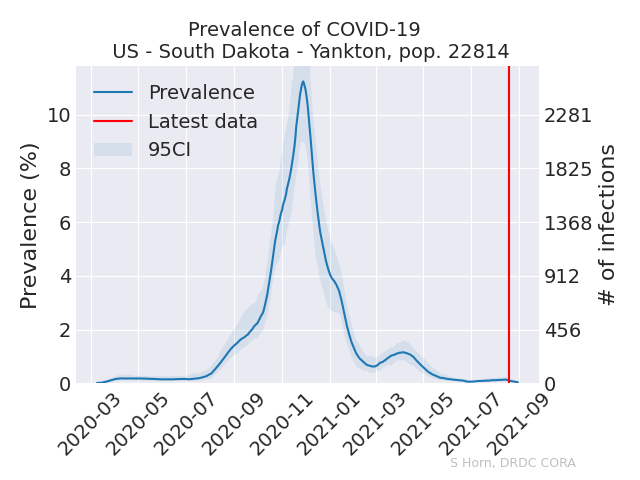 Prevalence of COVID-19
US - South Dakota - Yankton, pop. 22814
Prevalence
Latest data
95CI
Prevalence (%)
10
8
6
4
2
0
2281
1825
1368
912
456
0
# of infections
2020-03
2020-05
2020-07
2020-09
2020-11
2021-01
2021-03
2021-05
2021-07
2021-09
S Horn, DRDC CORA